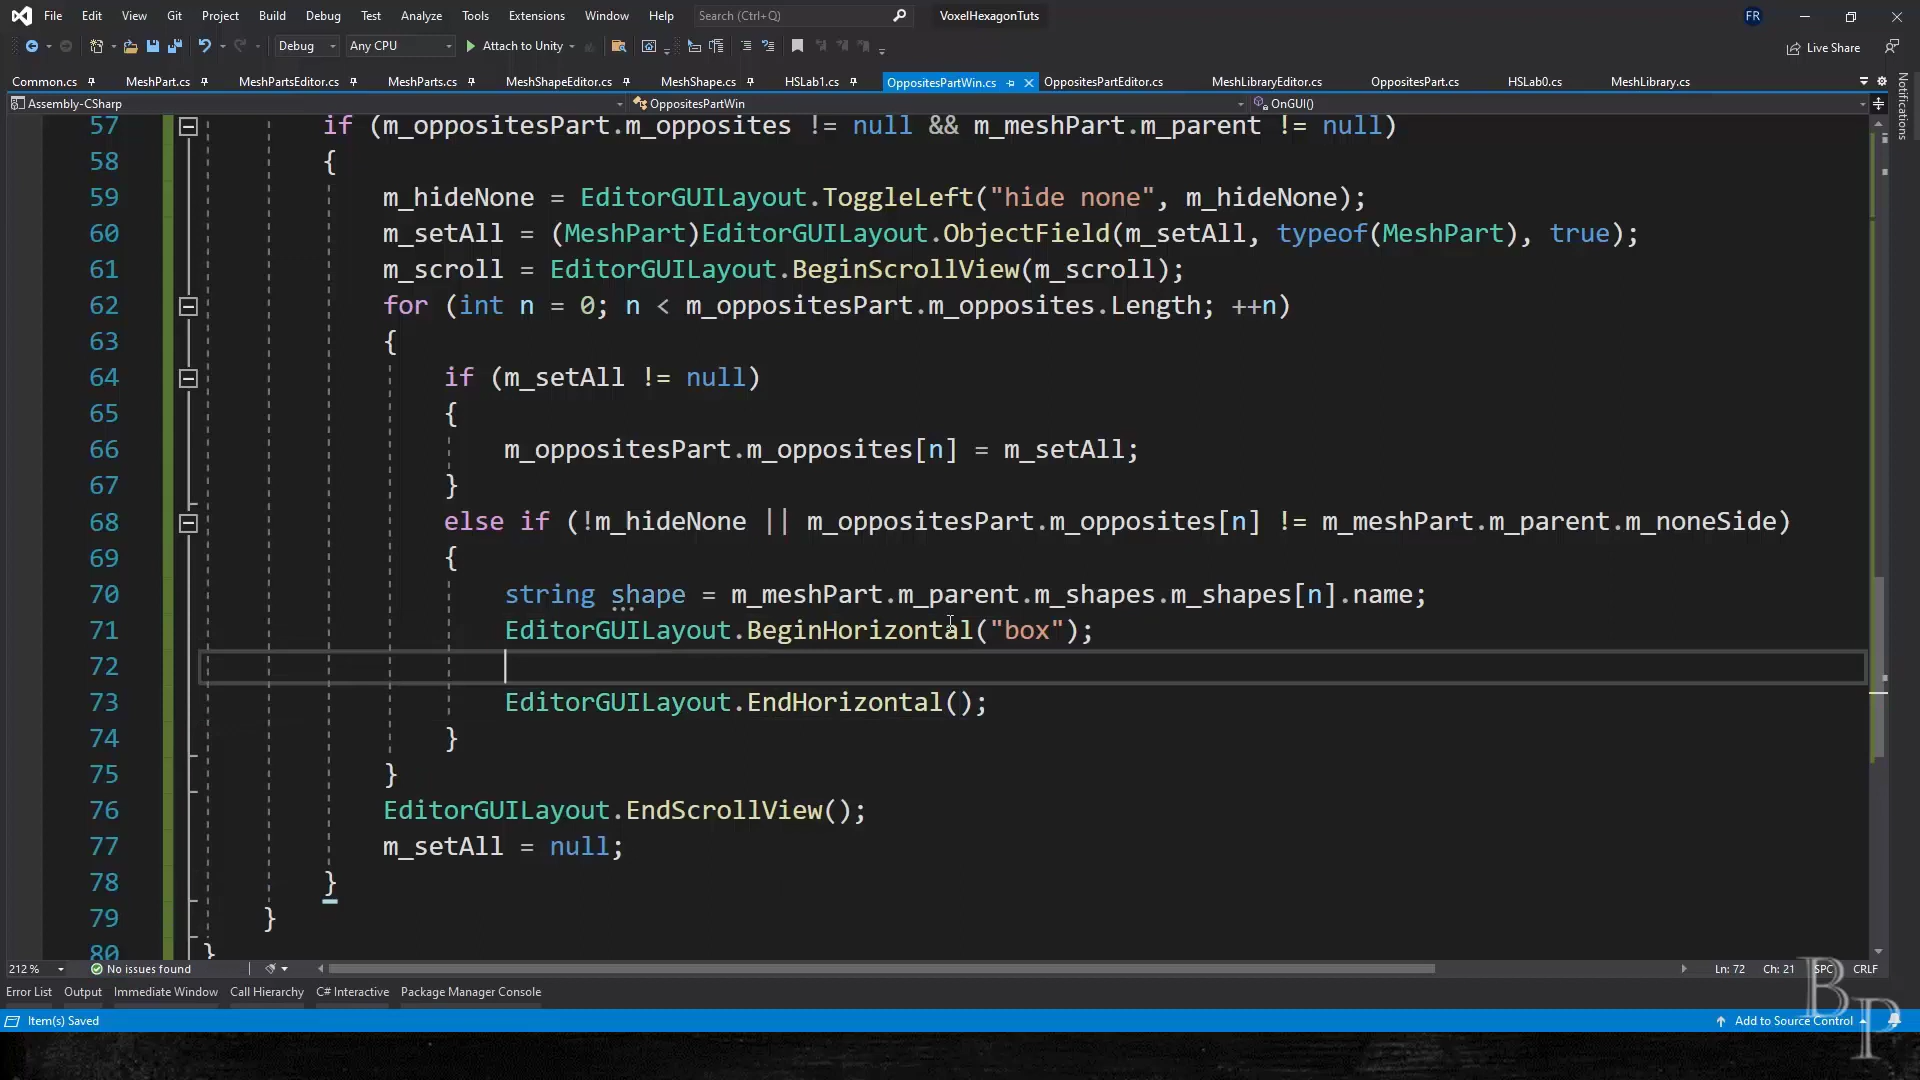 File Edit View Git Project Build Debug Test Analyze Tools Extensions Window Help Search (Ctrl+Q) VoxelHexagonTuts FR
Debug Any CPU Attach to Unity Live Share
Common.cs MeshPart.cs MeshPartsEditor.cs MeshParts.cs MeshShapeEditor.cs MeshShape.cs HSLab1.cs OppositesPartWin.cs OppositesPartEditor.cs MeshLibraryEditor.cs OppositesPart.cs HSLab0.cs MeshLibrary.cs
Notifications
Assembly-CSharp OppositesPartWin OnGUI()
57 if (m_oppositesPart.m_opposites != null && m_meshPart.m_parent != null)
58 {
59 m_hideNone = EditorGUILayout.ToggleLeft("hide none", m_hideNone);
60 m_setAll = (MeshPart)EditorGUILayout.ObjectField(m_setAll, typeof(MeshPart), true);
61 m_scroll = EditorGUILayout.BeginScrollView(m_scroll);
62 for (int n = 0; n < m_oppositesPart.m_opposites.Length; ++n)
63 {
64 if (m_setAll != null)
65 {
66 m_oppositesPart.m_opposites[n] = m_setAll;
67 }
68 else if (!m_hideNone || m_oppositesPart.m_opposites[n] != m_meshPart.m_parent.m_noneSide)
69 {
70 string shape = m_meshPart.m_parent.m_shapes.m_shapes[n].name;
71 EditorGUILayout.BeginHorizontal("box");
72
73 EditorGUILayout.EndHorizontal();
74 }
75 }
76 EditorGUILayout.EndScrollView();
77 m_setAll = null;
78 }
79 }
80 }
212 % No issues found Ln: 72 Ch: 21 SPC CRLF
Error List Output Immediate Window Call Hierarchy C# Interactive Package Manager Console
Item(s) Saved Add to Source Control
BP